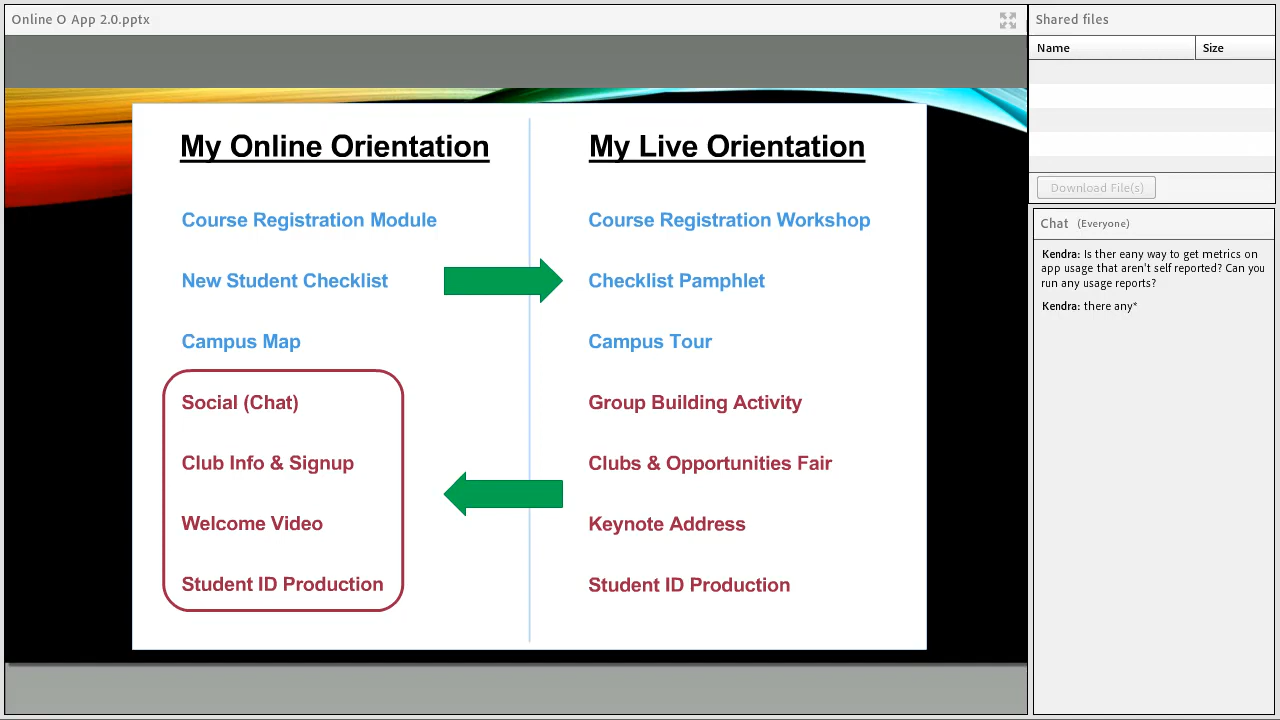 Online O App 2.0.pptx
My Online Orientation
Course Registration Module
New Student Checklist
Campus Map
Social (Chat)
Club Info & Signup
Welcome Video
Student ID Production
My Live Orientation
Course Registration Workshop
Checklist Pamphlet
Campus Tour
Group Building Activity
Clubs & Opportunities Fair
Keynote Address
Student ID Production
Shared files
Name Size
Download File(s)
Chat (Everyone)
Kendra: Is ther eany way to get metrics on
app usage that aren't self reported? Can you
run any usage reports?
Kendra: there any*